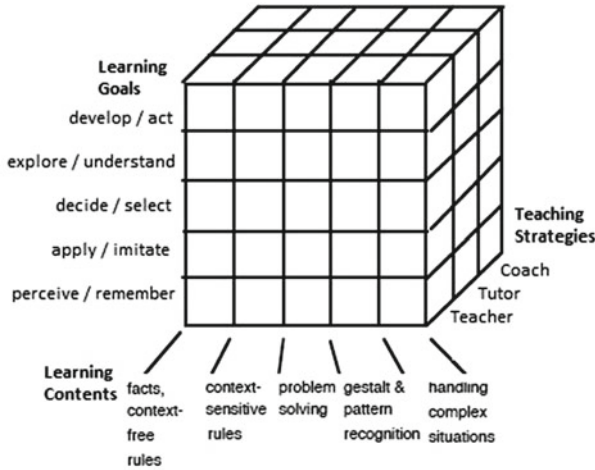 Learning
Goals
develop / act
explore / understand
decide / select
apply / imitate
perceive / remember
Teaching
Strategies
Coach
Tutor
Teacher
Learning
Contents
facts,
context-
free
rules
context-
sensitive
rules
problem
solving
gestalt &
pattern
recognition
handling
complex
situations